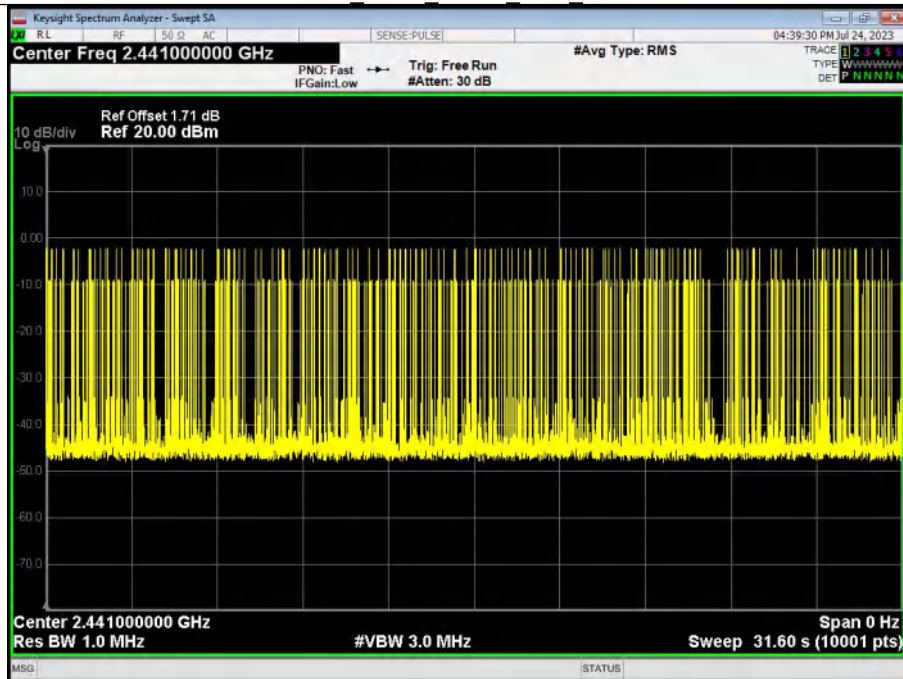 Keysight Spectrum Analyzer - Swept SA
RL RF 50 Ω AC SENSE:PULSE 04:39:30 PM Jul 24, 2023
Center Freq 2.441000000 GHz #Avg Type: RMS TRACE 1 2 3 4 5 6
PNO: Fast Trig: Free Run TYPE W
IFGain:Low #Atten: 30 dB DET P N N N N N
Ref Offset 1.71 dB
10 dB/div Ref 20.00 dBm
Log
10.0
0.00
-10.0
-20.0
-30.0
-40.0
-50.0
-60.0
-70.0
Center 2.441000000 GHz Span 0 Hz
Res BW 1.0 MHz #VBW 3.0 MHz Sweep 31.60 s (10001 pts)
MSG STATUS